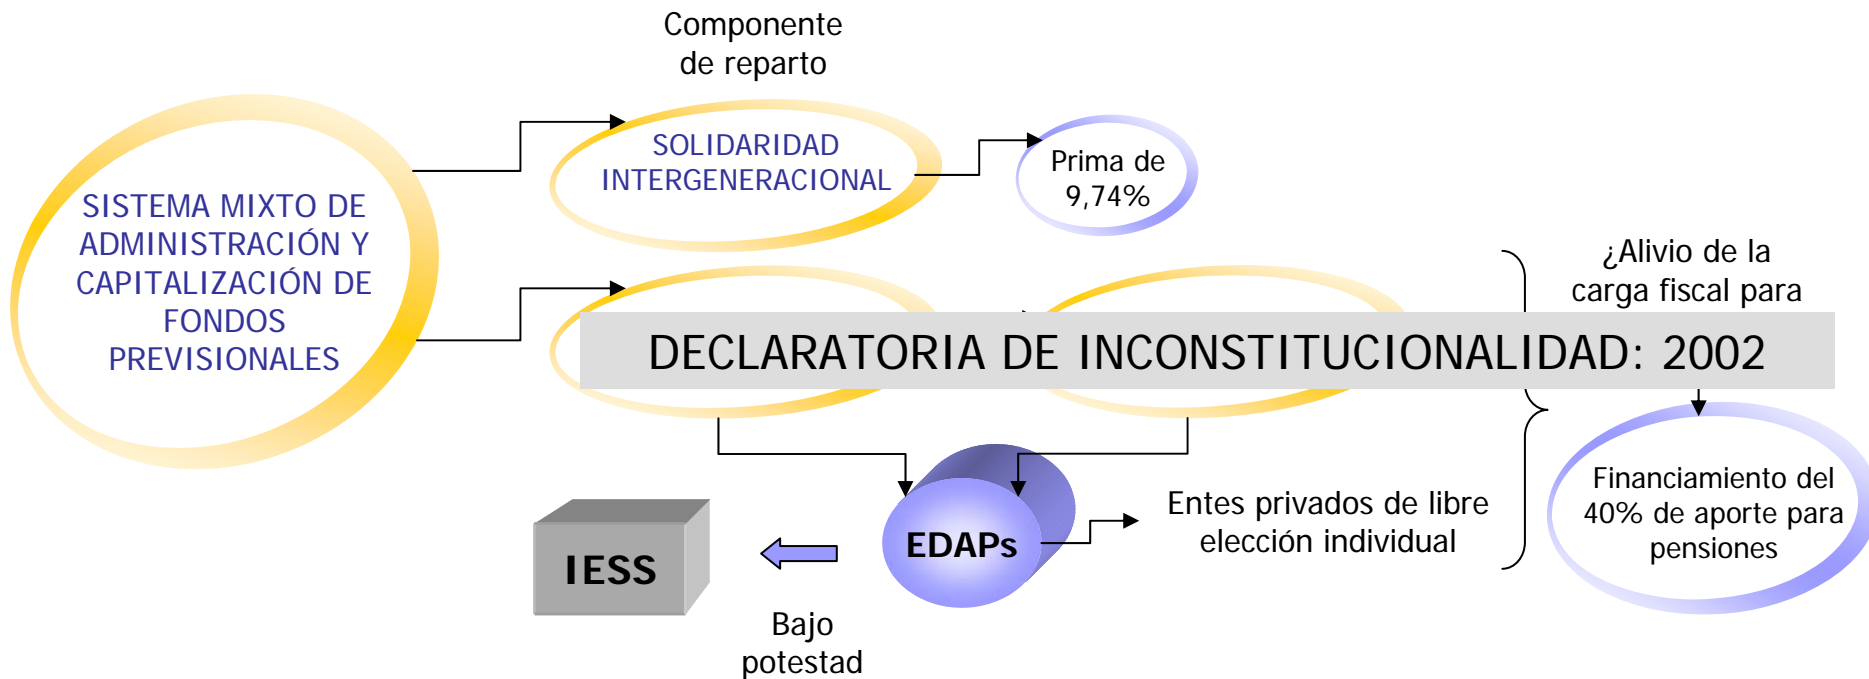 Componente
de reparto
SOLIDARIDAD
INTERGENERACIONAL
Prima de
9,74%
SISTEMA MIXTO DE
ADMINISTRACIÓN Y
CAPITALIZACIÓN DE
FONDOS
PREVISIONALES
¿Alivio de la
carga fiscal para
DECLARATORIA DE INCONSTITUCIONALIDAD: 2002
Financiamiento del
40% de aporte para
pensiones
Entes privados de libre
elección individual
EDAPs
IESS
Bajo
potestad